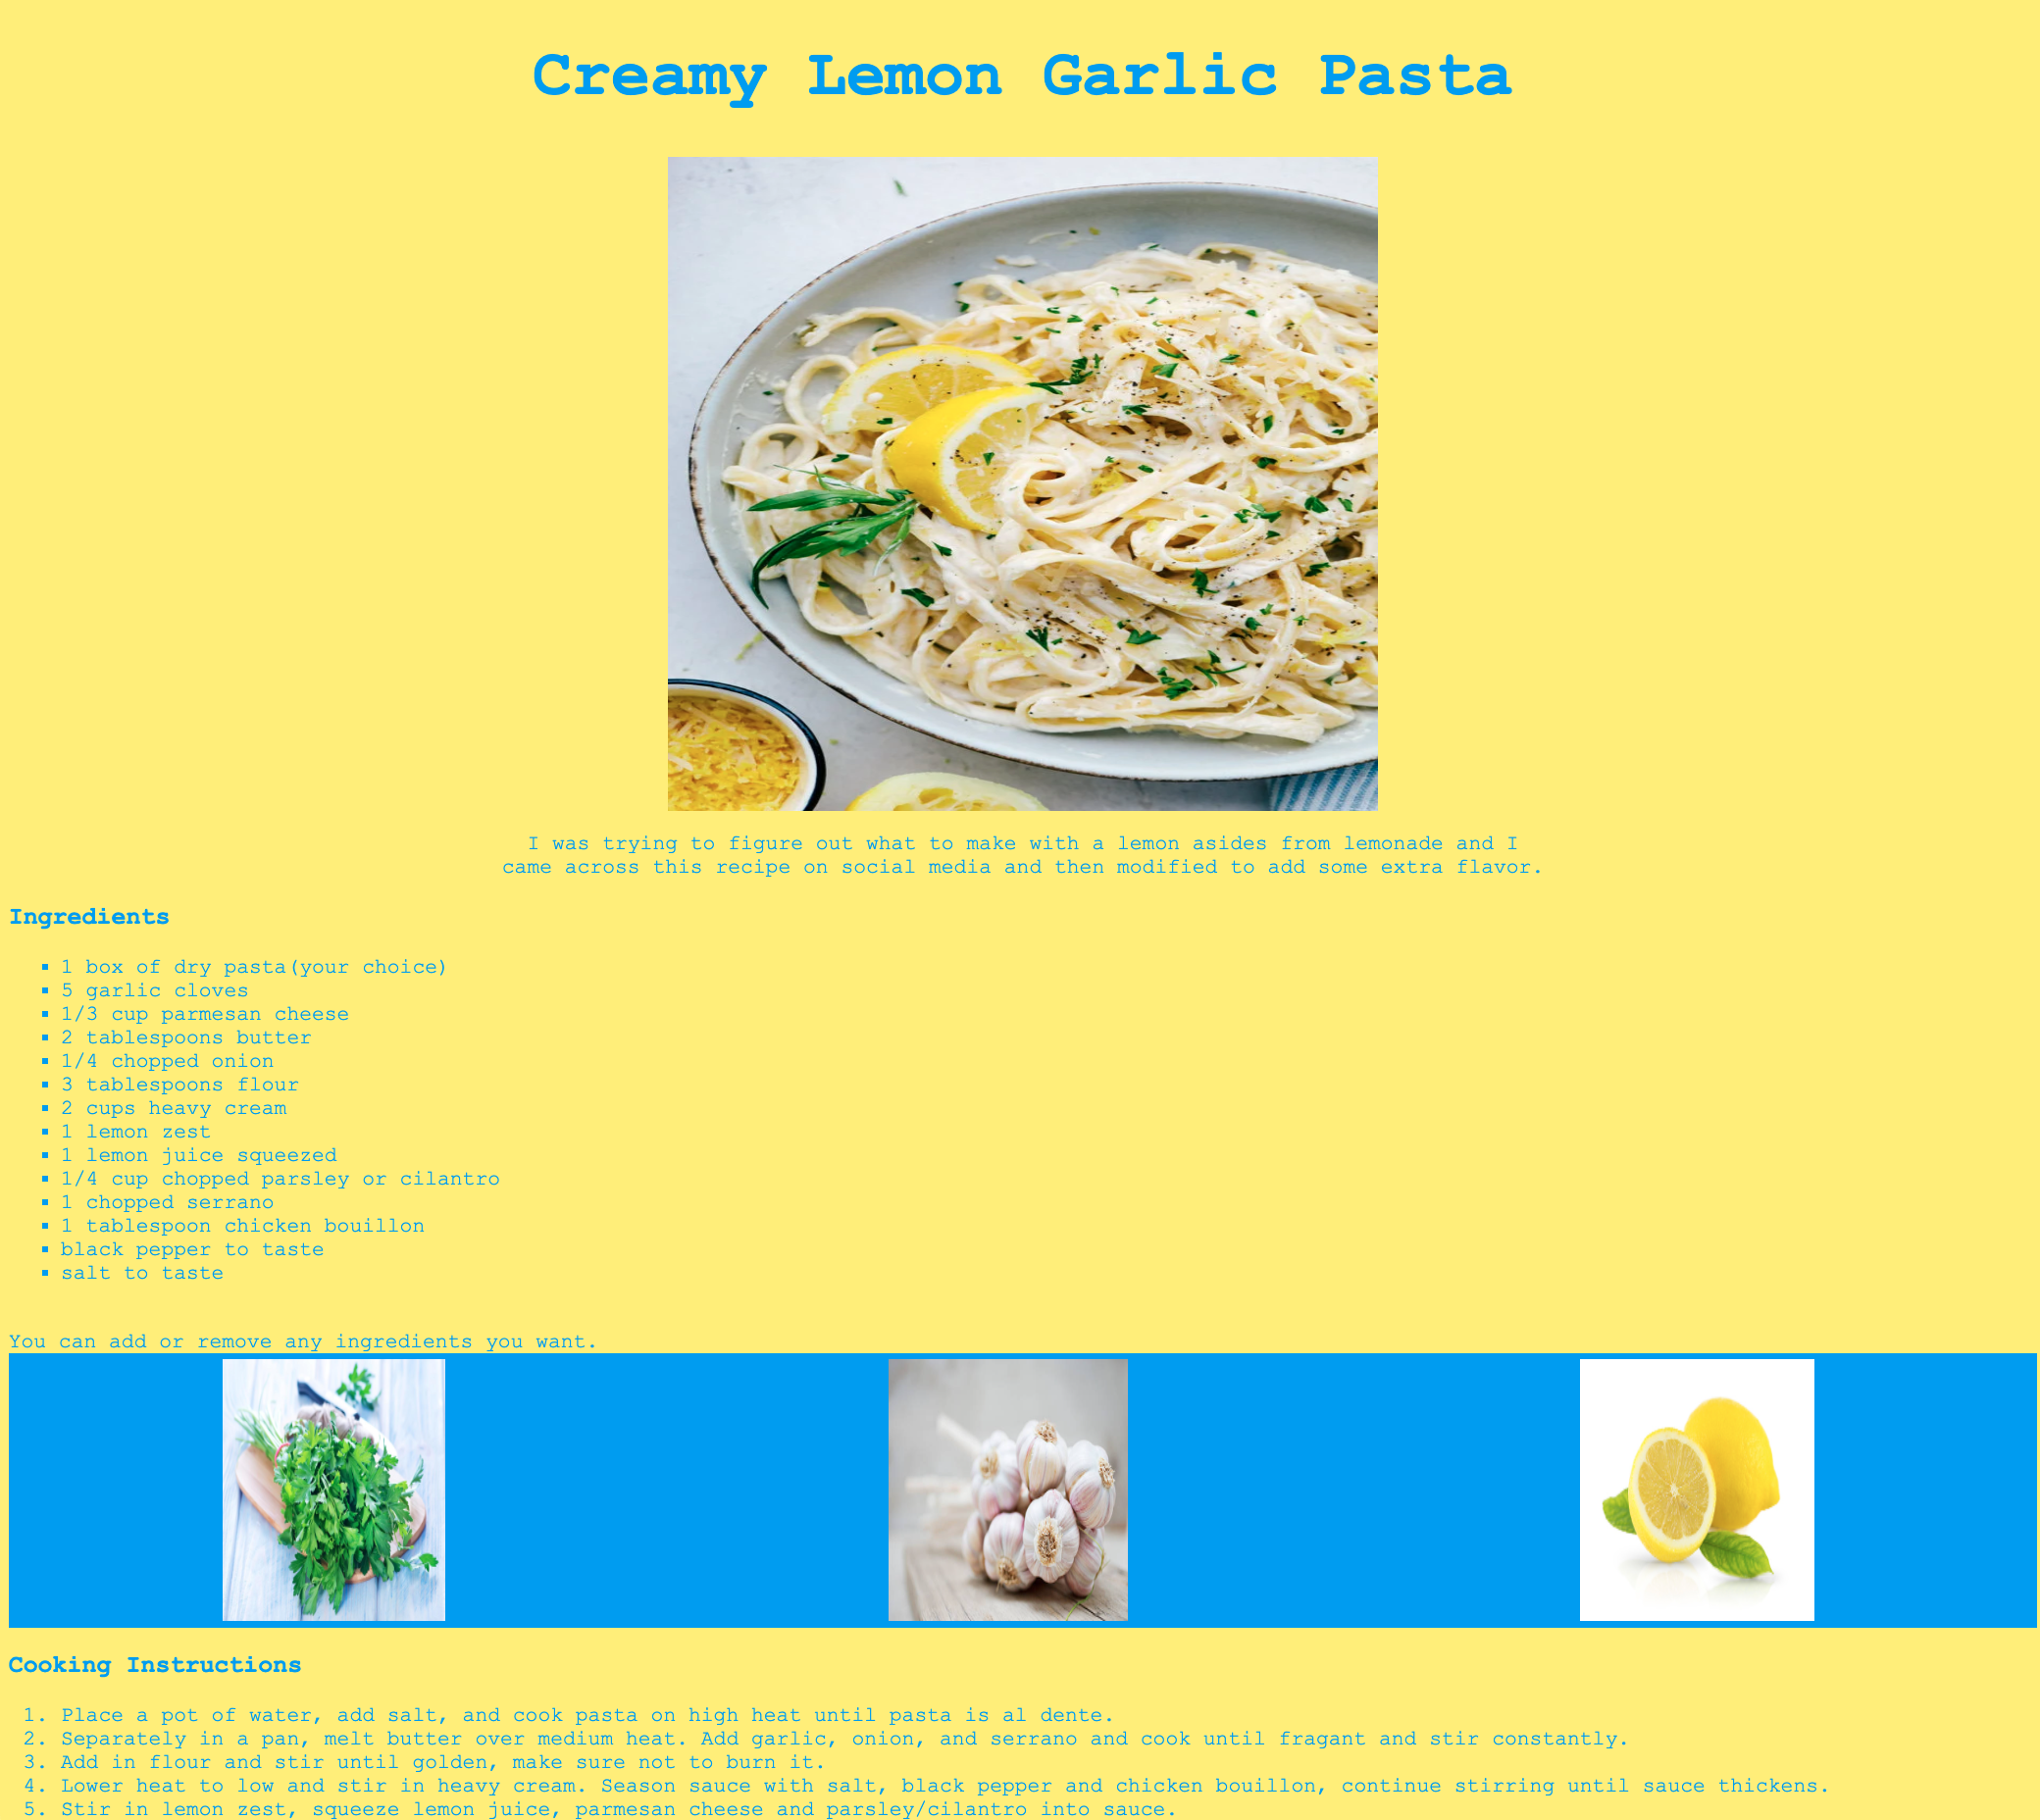 Creamy Lemon Garlic Pasta
I was trying to figure out what to make with a lemon asides from lemonade and I
came across this recipe on social media and then modified to add some extra flavor.
Ingredients
▪ 1 box of dry pasta(your choice)
▪ 5 garlic cloves
▪ 1/3 cup parmesan cheese
▪ 2 tablespoons butter
▪ 1/4 chopped onion
▪ 3 tablespoons flour
▪ 2 cups heavy cream
▪ 1 lemon zest
▪ 1 lemon juice squeezed
▪ 1/4 cup chopped parsley or cilantro
▪ 1 chopped serrano
▪ 1 tablespoon chicken bouillon
▪ black pepper to taste
▪ salt to taste
You can add or remove any ingredients you want.
Cooking Instructions
1. Place a pot of water, add salt, and cook pasta on high heat until pasta is al dente.
2. Separately in a pan, melt butter over medium heat. Add garlic, onion, and serrano and cook until fragant and stir constantly.
3. Add in flour and stir until golden, make sure not to burn it.
4. Lower heat to low and stir in heavy cream. Season sauce with salt, black pepper and chicken bouillon, continue stirring until sauce thickens.
5. Stir in lemon zest, squeeze lemon juice, parmesan cheese and parsley/cilantro into sauce.